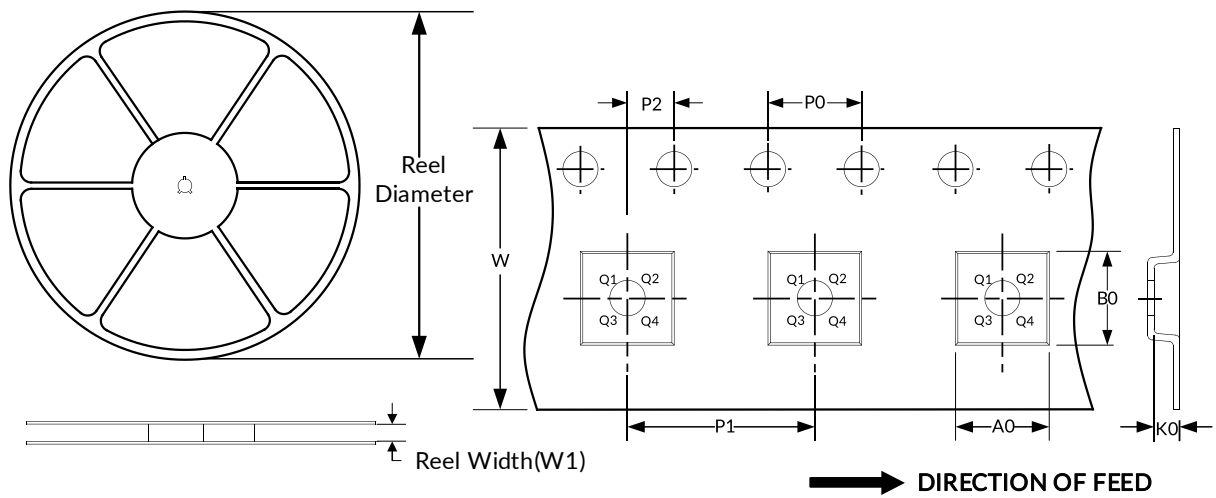 P2
P0
Reel
Diameter
W
Q1 Q2
Q3 Q4
Q1 Q2
Q3 Q4
Q1 Q2
Q3 Q4
B0
P1
A0
K0
Reel Width(W1)
DIRECTION OF FEED